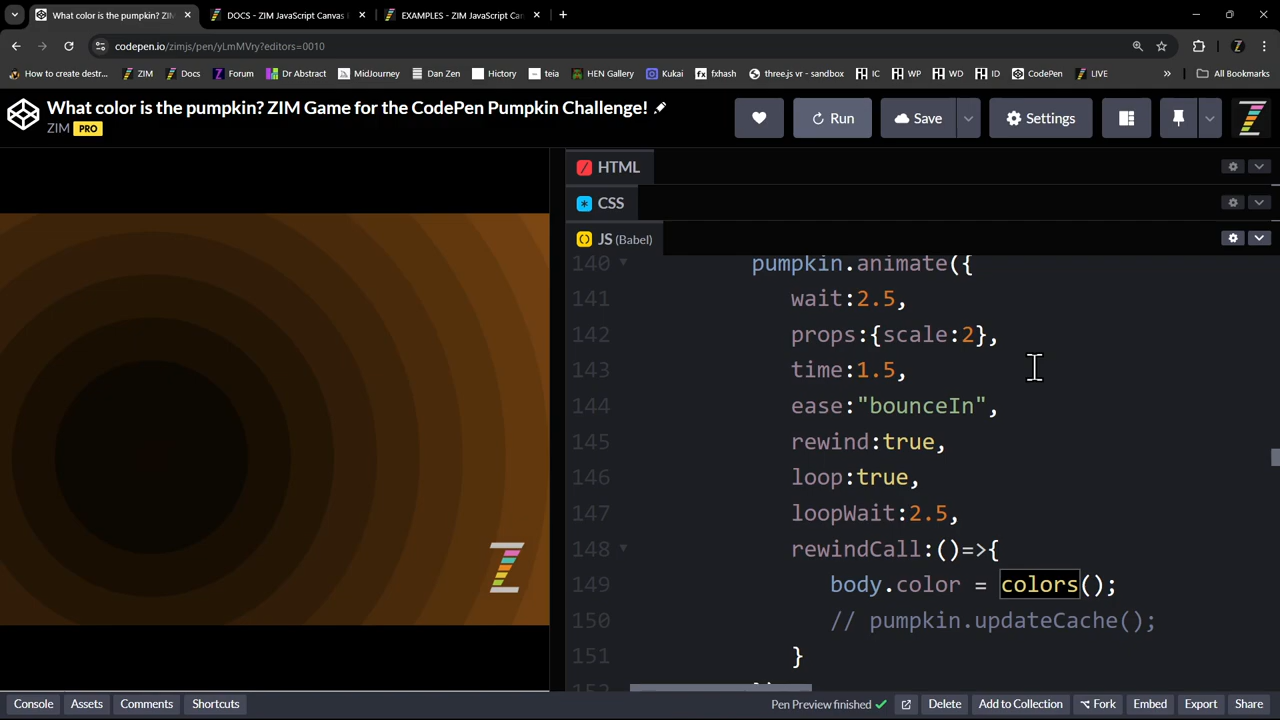 What color is the pumpkin? ZIM
DOCS - ZIM JavaScript Canvas
EXAMPLES - ZIM JavaScript Can
codepen.io/zimjs/pen/yLmMVry?editors=0010
How to create destr...
ZIM
Docs
Forum
Dr Abstract
MidJourney
Dan Zen
Hictory
teia
HEN Gallery
Kukai
fxhash
three.js vr - sandbox
IC
WP
WD
ID
CodePen
LIVE
»
All Bookmarks
What color is the pumpkin? ZIM Game for the CodePen Pumpkin Challenge!
ZIM PRO
Run
Save
Settings
HTML
CSS
JS (Babel)
140 pumpkin.animate({
141 wait:2.5,
142 props:{scale:2},
143 time:1.5,
144 ease:"bounceIn",
145 rewind:true,
146 loop:true,
147 loopWait:2.5,
148 rewindCall:()=>{
149 body.color = colors();
150 // pumpkin.updateCache();
151 }
Console
Assets
Comments
Shortcuts
Pen Preview finished
Delete
Add to Collection
Fork
Embed
Export
Share